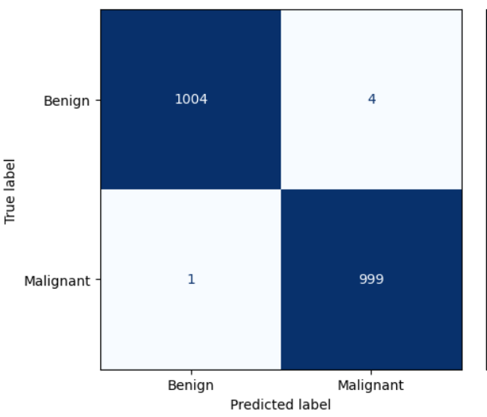 Benign 1004 4
Malignant 1 999
Benign Malignant
Predicted label
True label